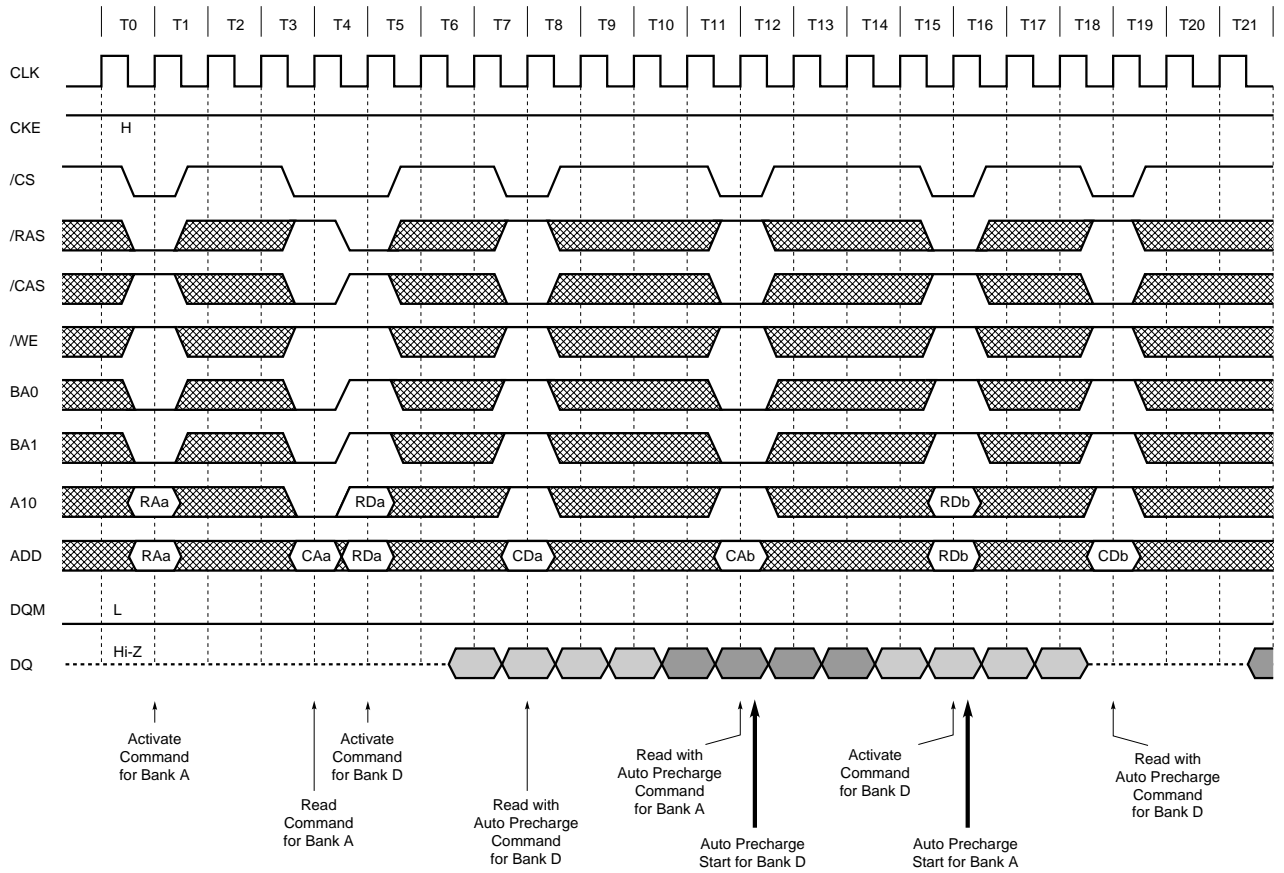 T0 T1 T2 T3 T4 T5 T6 T7 T8 T9 T10 T11 T12 T13 T14 T15 T16 T17 T18 T19 T20 T21
CLK
CKE
H
/CS
/RAS
/CAS
/WE
BA0
BA1
A10
RAa
RDa
RDb
ADD
RAa
CAa
RDa
CDa
CAb
RDb
CDb
DQM
L
DQ
Hi-Z
Activate
Command
for Bank A
Read
Command
for Bank A
Activate
Command
for Bank D
Read with
Auto Precharge
Command
for Bank D
Read with
Auto Precharge
Command
for Bank A
Auto Precharge
Start for Bank D
Activate
Command
for Bank D
Auto Precharge
Start for Bank A
Read with
Auto Precharge
Command
for Bank D